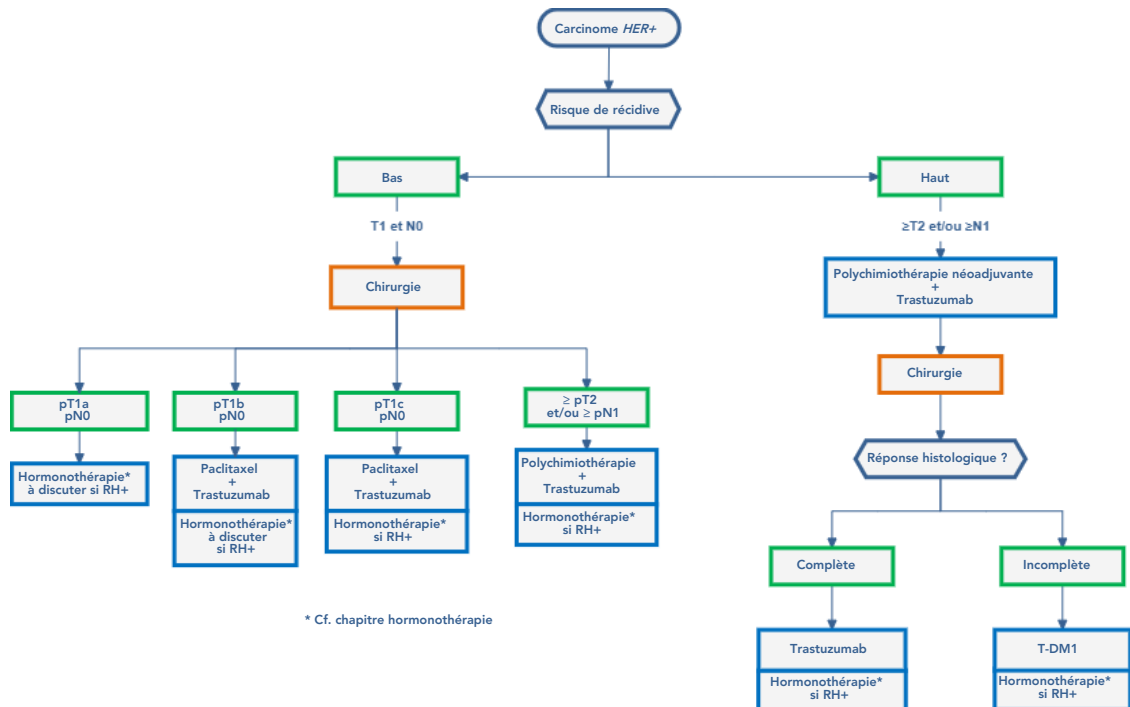 Carcinome HER+
Risque de récidive
Bas
Haut
T1 et N0
≥T2 et/ou ≥N1
Chirurgie
Polychimiothérapie néoadjuvante
+
Trastuzumab
Chirurgie
pT1a
pN0
pT1b
pN0
pT1c
pN0
≥ pT2
et/ou ≥ pN1
Réponse histologique ?
Hormonothérapie*
à discuter si RH+
Paclitaxel
+
Trastuzumab
Hormonothérapie*
à discuter
si RH+
Paclitaxel
+
Trastuzumab
Hormonothérapie*
si RH+
Polychimiothérapie
+
Trastuzumab
Hormonothérapie*
si RH+
Complète
Incomplète
Trastuzumab
Hormonothérapie*
si RH+
T-DM1
Hormonothérapie*
si RH+
* Cf. chapitre hormonothérapie